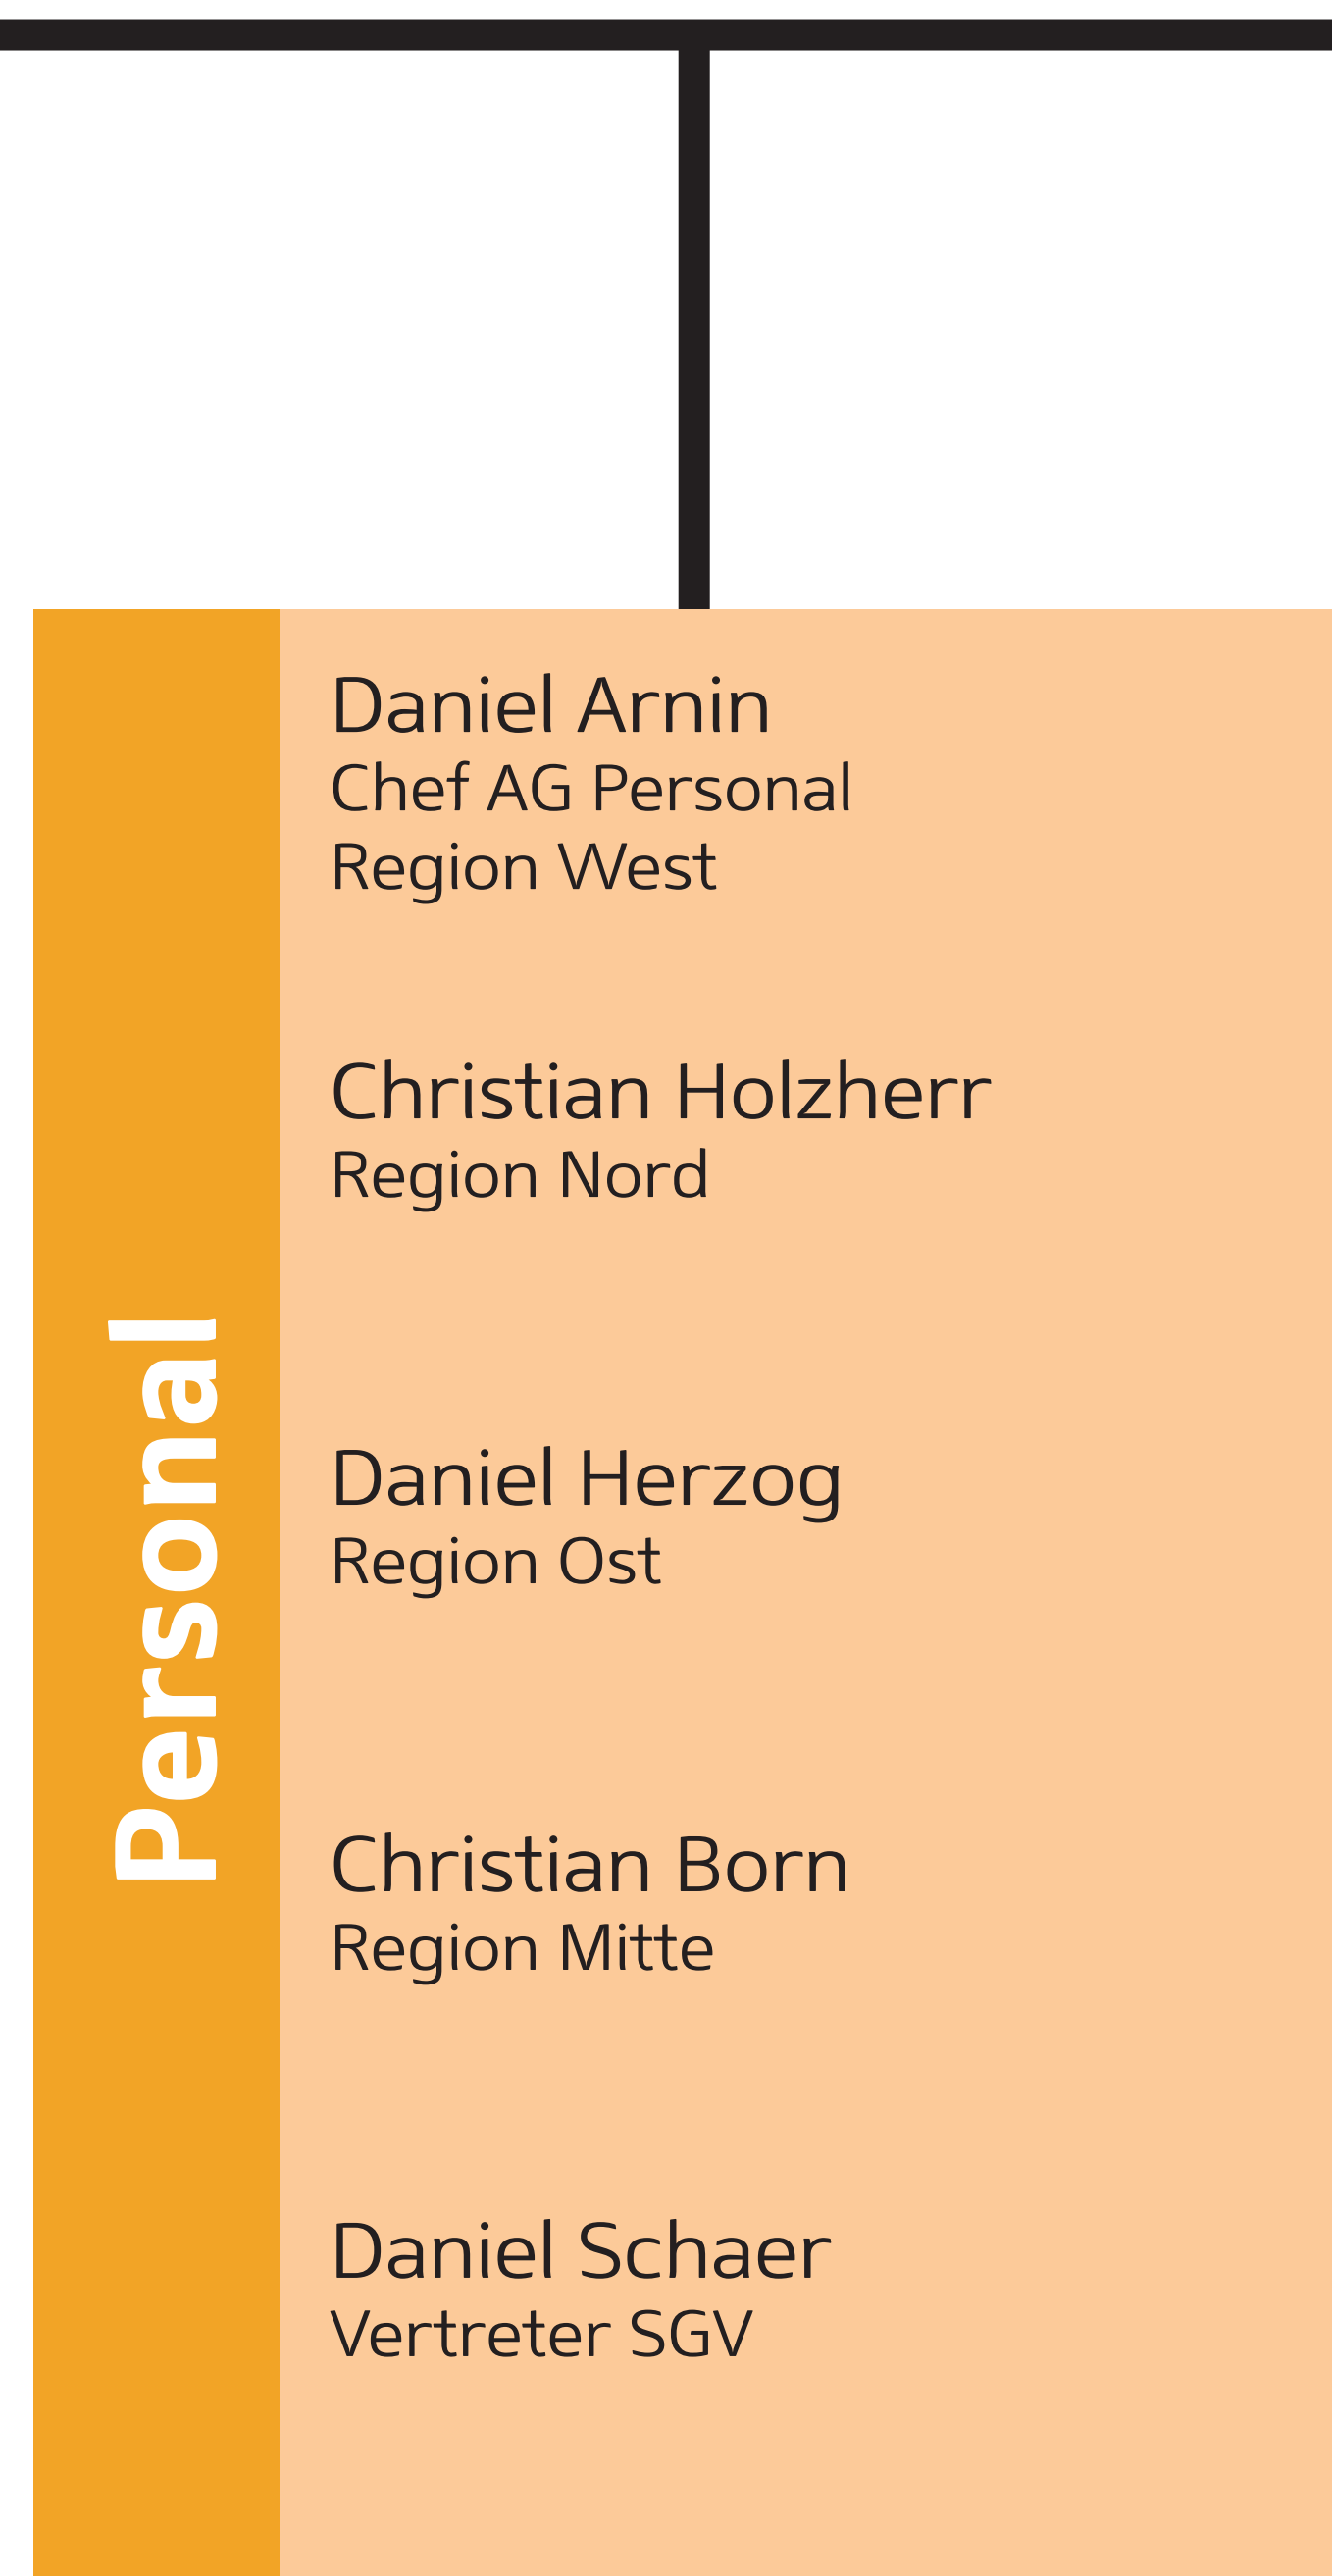 Personal
Daniel Arnin
Chef AG Personal
Region West
Christian Holzherr
Region Nord
Daniel Herzog
Region Ost
Christian Born
Region Mitte
Daniel Schaer
Vertreter SGV